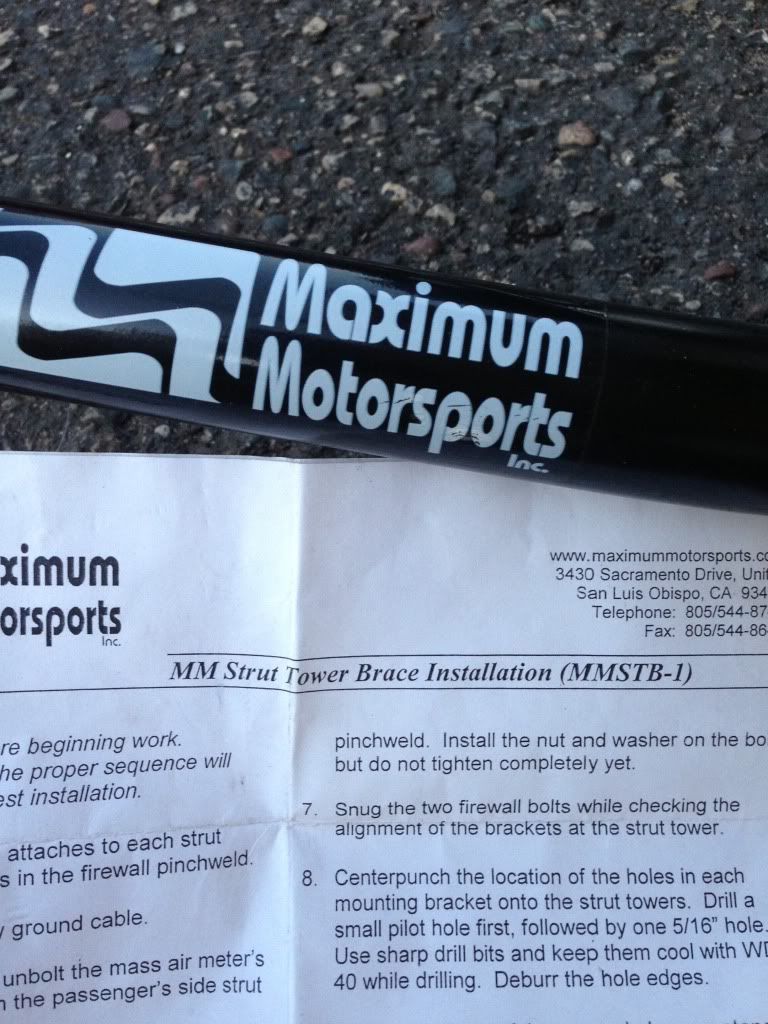 Maximum
Motorsports
Inc.
ximum
orsports
Inc.
www.maximummotorsports.co
3430 Sacramento Drive, Unit
San Luis Obispo, CA 934
Telephone: 805/544-87
Fax: 805/544-86
MM Strut Tower Brace Installation (MMSTB-1)
re beginning work.
he proper sequence will
est installation.
attaches to each strut
s in the firewall pinchweld.
y ground cable.
unbolt the mass air meter's
n the passenger's side strut
pinchweld. Install the nut and washer on the bo
but do not tighten completely yet.
7. Snug the two firewall bolts while checking the
alignment of the brackets at the strut tower.
8. Centerpunch the location of the holes in each
mounting bracket onto the strut towers. Drill a
small pilot hole first, followed by one 5/16" hole.
Use sharp drill bits and keep them cool with WD
40 while drilling. Deburr the hole edges.